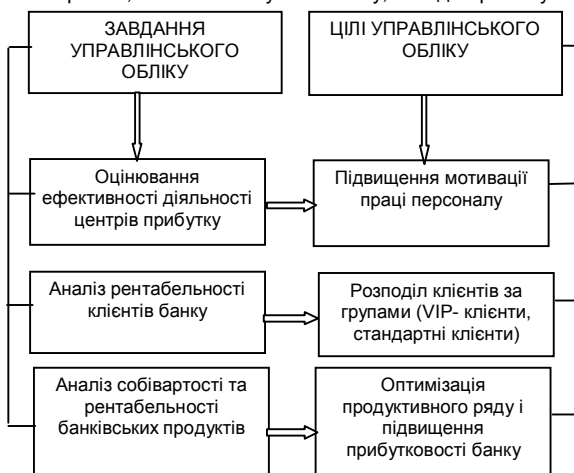 ЗАВДАННЯ
УПРАВЛІНСЬКОГО
ОБЛІКУ
ЦІЛІ УПРАВЛІНСЬКОГО
ОБЛІКУ
Оцінювання
ефективності діяльності
центрів прибутку
Підвищення мотивації
праці персоналу
Аналіз рентабельності
клієнтів банку
Розподіл клієнтів за
групами (VIP- клієнти,
стандартні клієнти)
Аналіз собівартості та
рентабельності
банківських продуктів
Оптимізація
продуктивного ряду і
підвищення
прибутковості банку